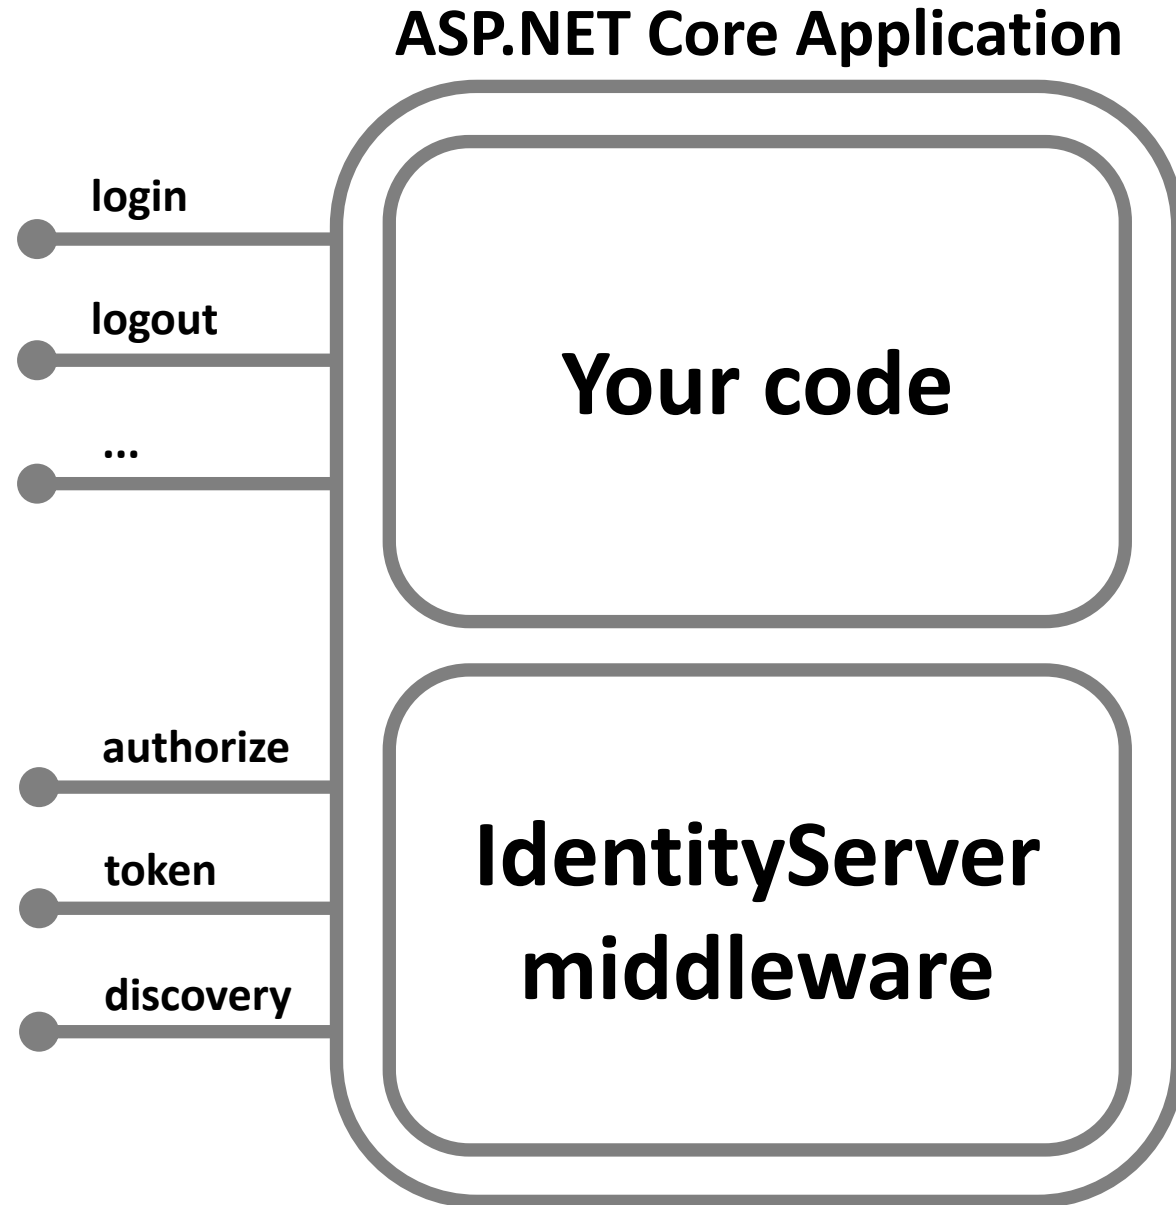 ASP.NET Core Application
login
logout
...
Your code
authorize
token
discovery
IdentityServer
middleware